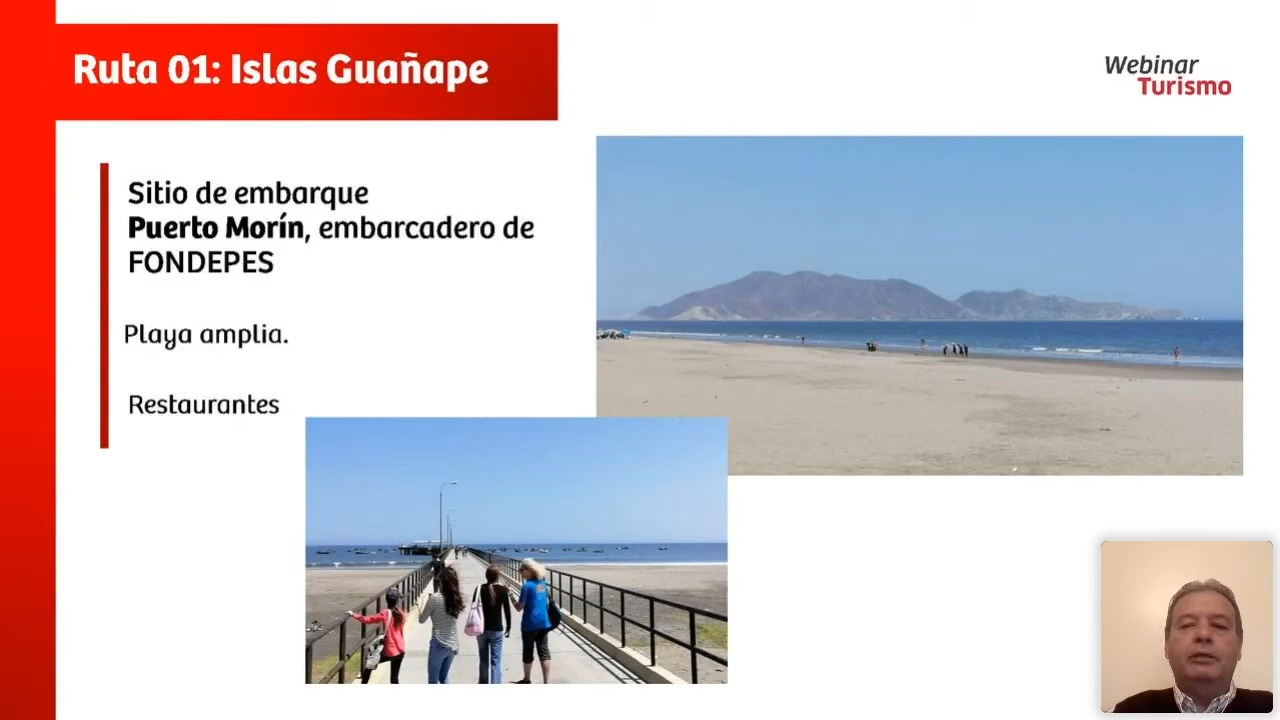 Ruta 01: Islas Guañape
Webinar
Turismo
Sitio de embarque
Puerto Morín, embarcadero de
FONDEPES
Playa amplia.
Restaurantes